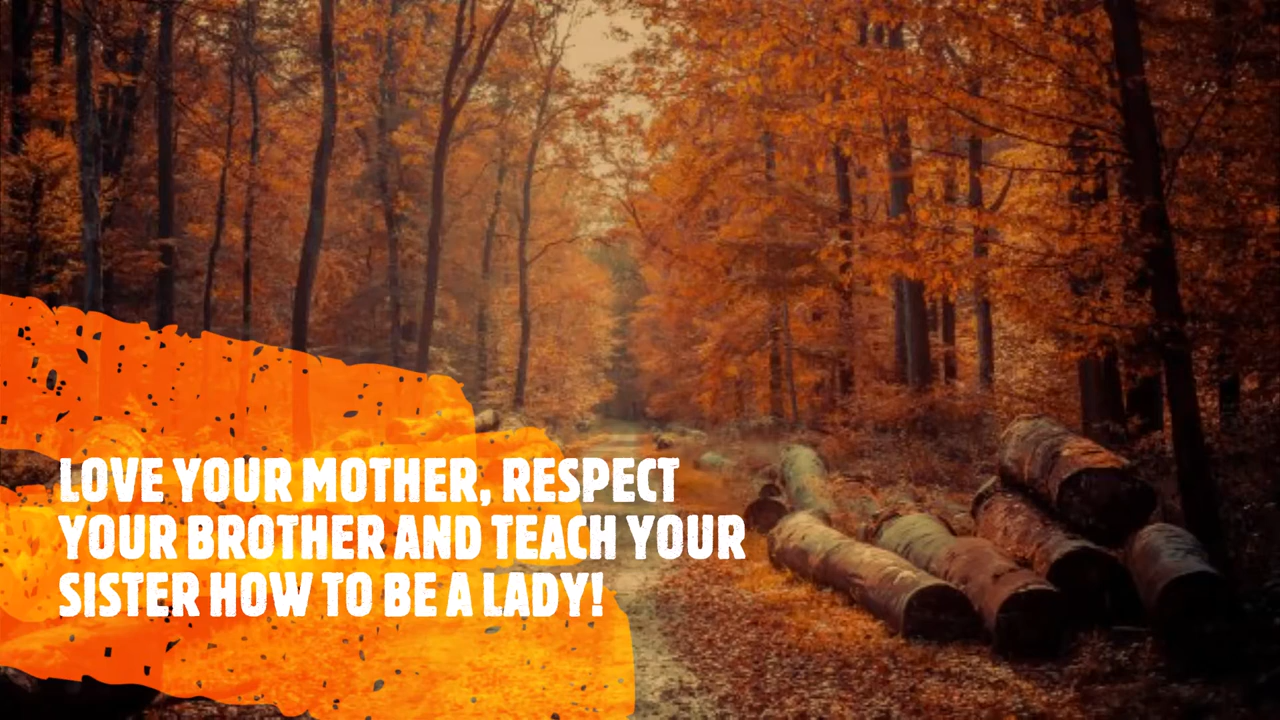 LOVE YOUR MOTHER, RESPECT
YOUR BROTHER AND TEACH YOUR
SISTER HOW TO BE A LADY!